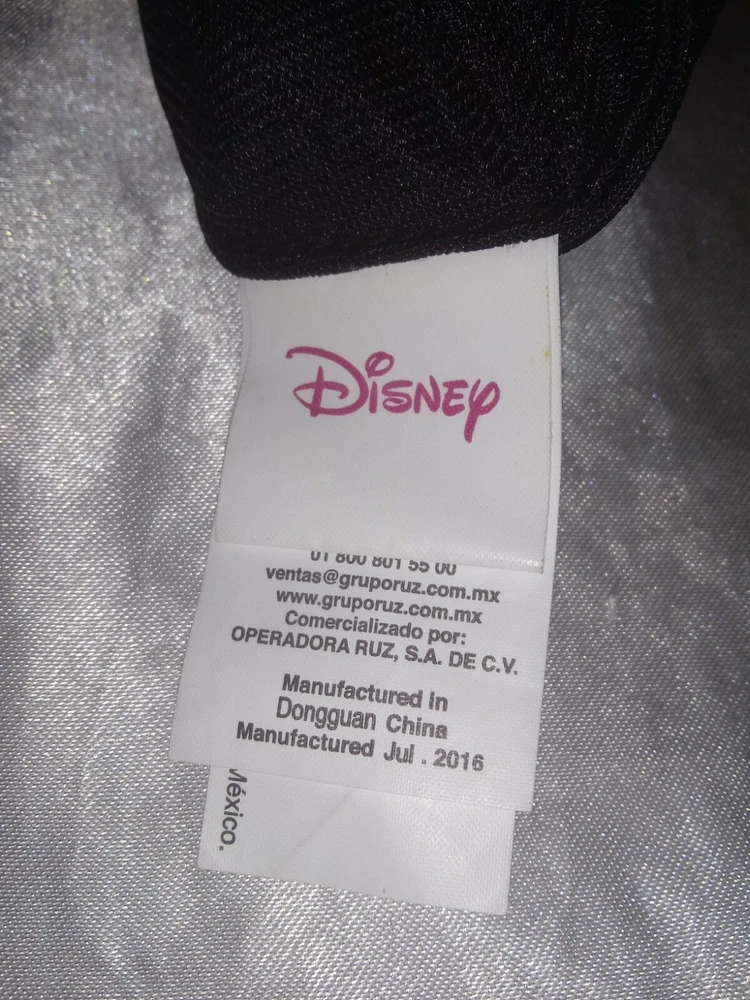 Disney
01 800 801 55 00
ventas@gruporuz.com.mx
www.gruporuz.com.mx
Comercializado por:
OPERADORA RUZ, S.A. DE C.V.
Manufactured in
Dongguan China
Manufactured Jul . 2016
México.